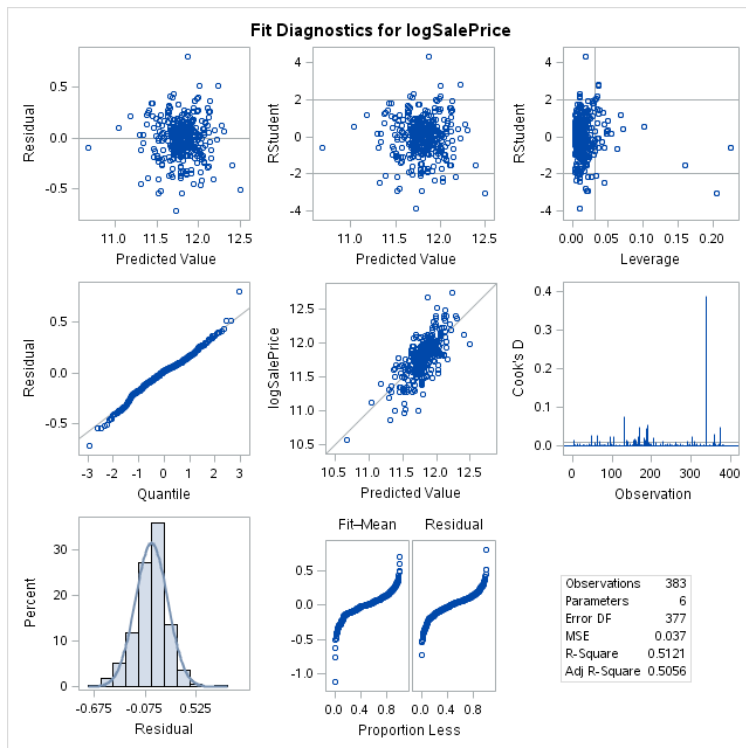 Fit Diagnostics for logSalePrice
0.5
0.0
-0.5
Residual
11.0 11.5 12.0 12.5
Predicted Value
4
2
0
-2
-4
RStudent
11.0 11.5 12.0 12.5
Predicted Value
4
2
0
-2
-4
RStudent
0.00 0.05 0.10 0.15 0.20
Leverage
0.5
0.0
-0.5
Residual
-3 -2 -1 0 1 2 3
Quantile
12.5
12.0
11.5
11.0
10.5
logSalePrice
10.5 11.0 11.5 12.0 12.5
Predicted Value
0.4
0.3
0.2
0.1
0.0
Cook's D
0 100 200 300 400
Observation
30
20
10
0
Percent
-0.675 -0.075 0.525
Residual
Fit–Mean Residual
0.5
0.0
-0.5
-1.0
0.0 0.4 0.8 0.0 0.4 0.8
Proportion Less
Observations 383
Parameters 6
Error DF 377
MSE 0.037
R-Square 0.5121
Adj R-Square 0.5056